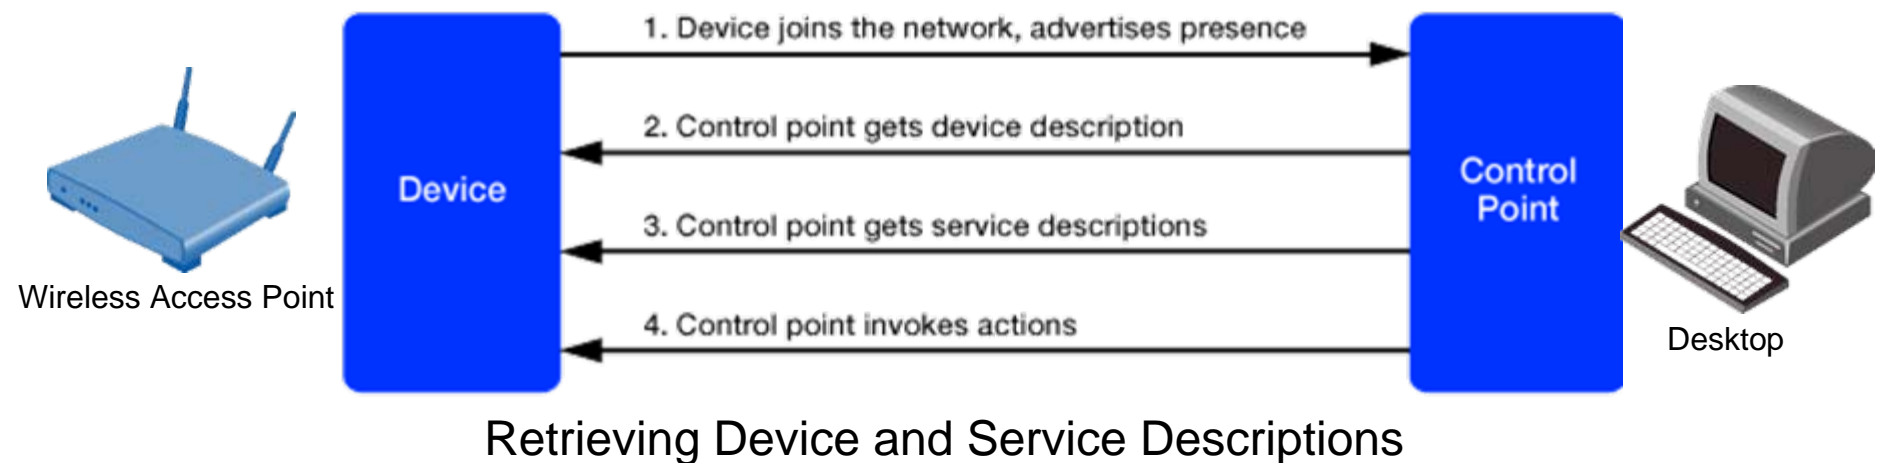 1. Device joins the network, advertises presence
2. Control point gets device description
Device
Control
Point
3. Control point gets service descriptions
Wireless Access Point
4. Control point invokes actions
Desktop
Retrieving Device and Service Descriptions